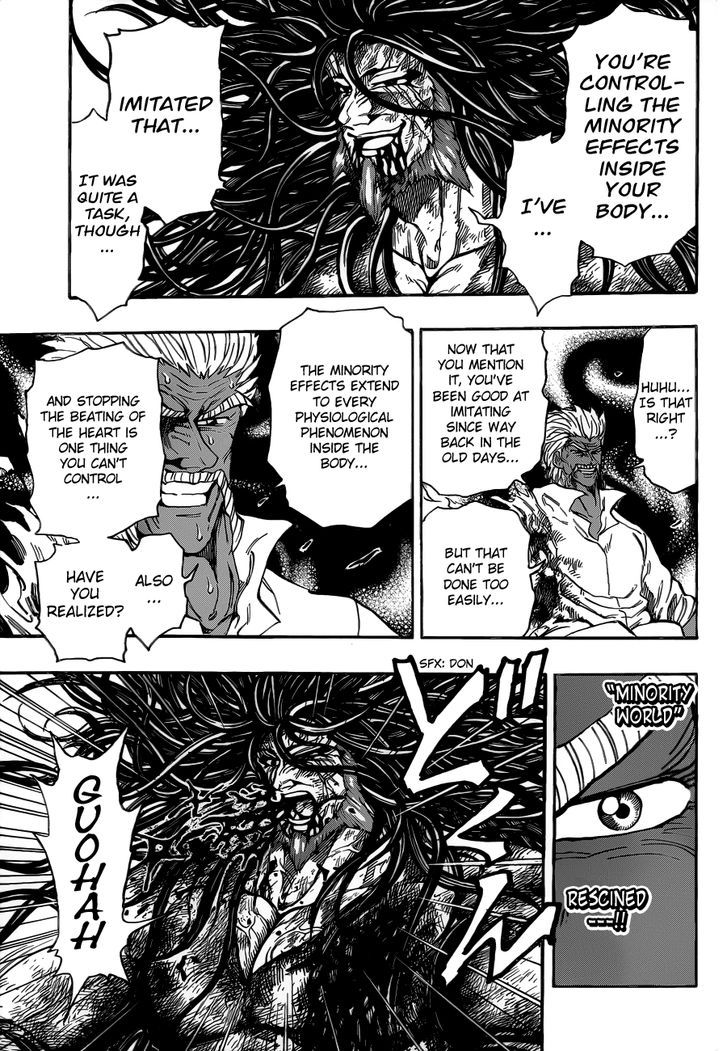 YOU'RE
CONTROL-
LING THE
MINORITY
EFFECTS
INSIDE
YOUR
BODY...
I'VE
...
IMITATED
THAT...
IT WAS
QUITE A
TASK,
THOUGH
...
HUHU...
IS THAT
RIGHT
...?
NOW THAT
YOU MENTION
IT, YOU'VE
BEEN GOOD AT
IMITATING
SINCE WAY
BACK IN THE
OLD DAYS...
BUT THAT
CAN'T BE
DONE TOO
EASILY...
THE MINORITY
EFFECTS EXTEND
TO EVERY
PHYSIOLOGICAL
PHENOMENON
INSIDE THE
BODY...
AND STOPPING
THE BEATING OF
THE HEART IS
ONE THING
YOU CAN'T
CONTROL
...
ALSO
...
HAVE
YOU
REALIZED?
"MINORITY
WORLD"
RESCINED
----!!
SFX: DON
ドン
GUOHAH